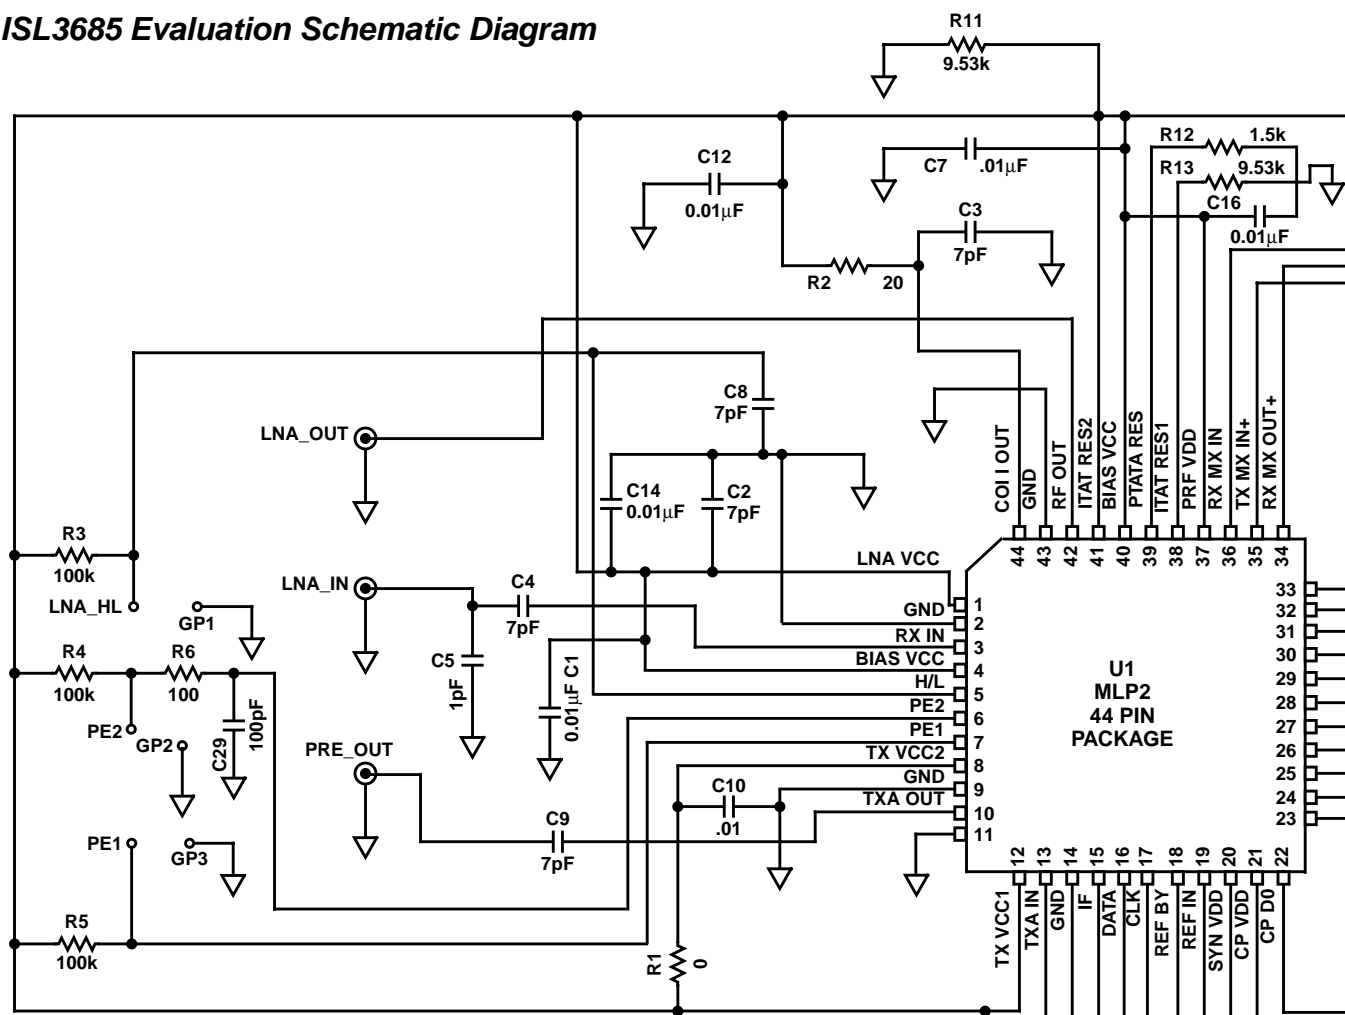 ISL3685 Evaluation Schematic Diagram
R11
9.53k
R12 1.5k
R13 9.53k
C16
0.01µF
C7 .01µF
C12
0.01µF
C3
7pF
R2 20
C8
7pF
LNA_OUT
C14
0.01µF
C2
7pF
COI I OUT
GND
RF OUT
ITAT RES2
BIAS VCC
PTATA RES
ITAT RES1
PRF VDD
RX MX IN
TX MX IN+
RX MX OUT+
44 43 42 41 40 39 38 37 36 35 34
R3
100k
LNA_HL
GP1
LNA_IN
C4
7pF
C5
1pF
0.01µF C1
R4
100k
R6
100
PE2
GP2
C29
100pF
PRE_OUT
C9
7pF
C10
.01
PE1
GP3
R5
100k
R1
0
LNA VCC
GND
RX IN
BIAS VCC
H/L
PE2
PE1
TX VCC2
GND
TXA OUT
1
2
3
4
5
6
7
8
9
10
11
U1
MLP2
44 PIN
PACKAGE
33
32
31
30
29
28
27
26
25
24
23
12 13 14 15 16 17 18 19 20 21 22
TX VCC1
TXA IN
GND
IF
DATA
CLK
REF BY
REF IN
SYN VDD
CP VDD
CP D0